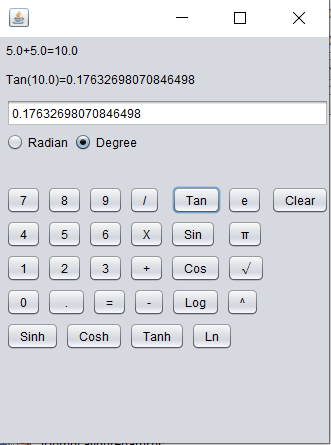 5.0+5.0=10.0
Tan(10.0)=0.17632698070846498
0.17632698070846498
Radian Degree
7 8 9 / Tan e Clear
4 5 6 X Sin π
1 2 3 + Cos √
0 . = - Log ^
Sinh Cosh Tanh Ln